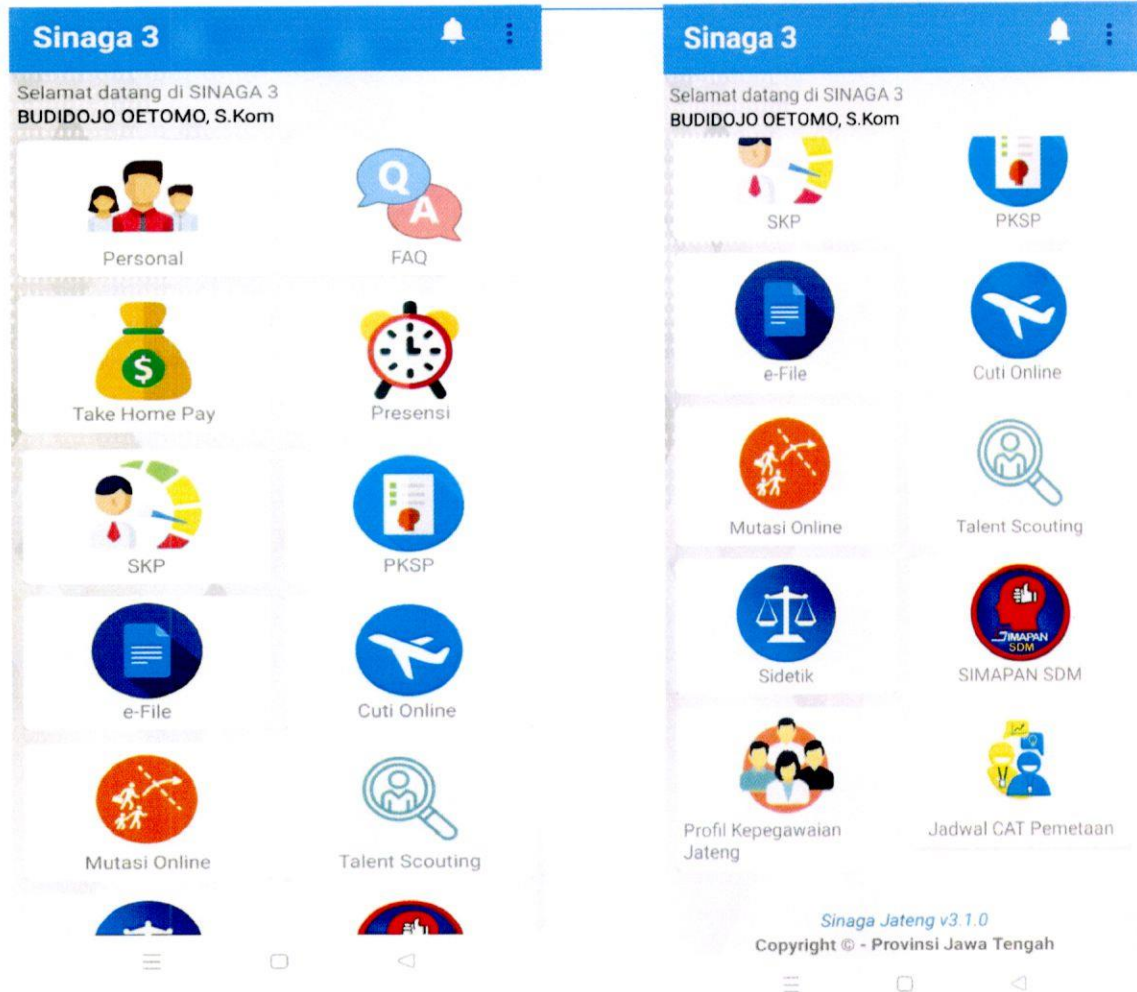 Sinaga 3
Selamat datang di SINAGA 3
BUDIDOJO OETOMO, S.Kom
Q
A
Personal
FAQ
$
Take Home Pay
Presensi
SKP
PKSP
e-File
Cuti Online
Mutasi Online
Talent Scouting
Sinaga 3
Selamat datang di SINAGA 3
BUDIDOJO OETOMO, S.Kom
SKP
PKSP
e-File
Cuti Online
Mutasi Online
Talent Scouting
SIMAPAN
SDM
Sidetik
SIMAPAN SDM
Profil Kepegawaian
Jateng
Jadwal CAT Pemetaan
Sinaga Jateng v3.1.0
Copyright © - Provinsi Jawa Tengah